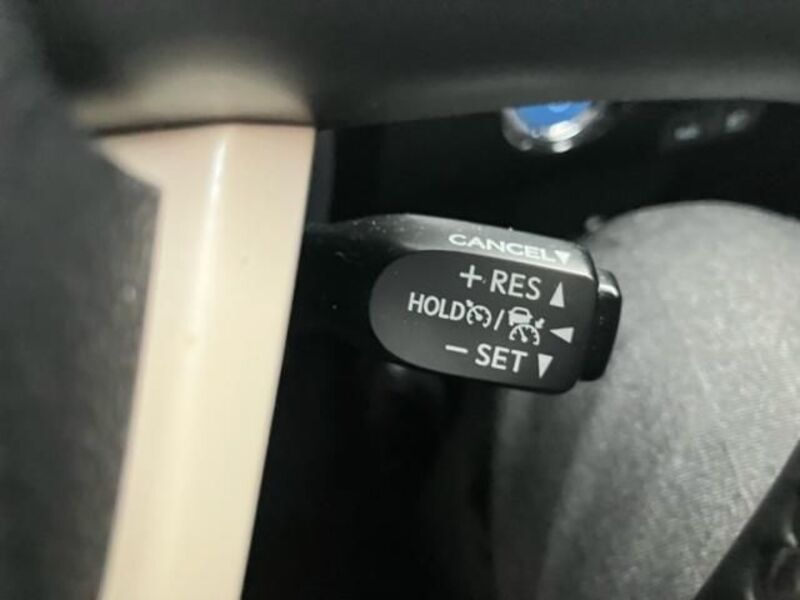 CANCEL▼
+ RES ▲
HOLD / ◄
− SET ▼